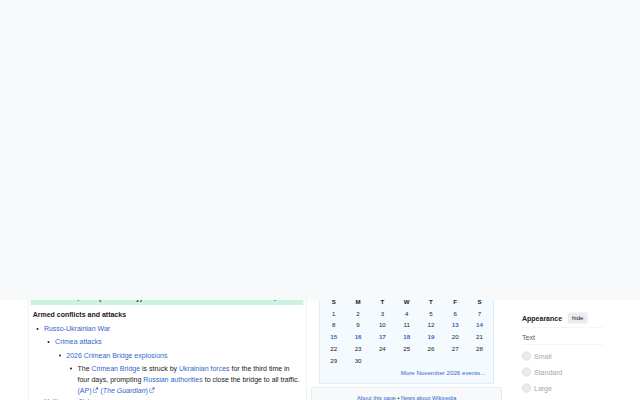 Armed conflicts and attacks
Russo-Ukrainian War
Crimea attacks
2026 Crimean Bridge explosions
The Crimean Bridge is struck by Ukrainian forces for the third time in
four days, prompting Russian authorities to close the bridge to all traffic.
(AP) (The Guardian)
S M T W T F S
1 2 3 4 5 6 7
8 9 10 11 12 13 14
15 16 17 18 19 20 21
22 23 24 25 26 27 28
29 30
More November 2026 events...
About this page • News about Wikipedia
Appearance hide
Text
Small
Standard
Large